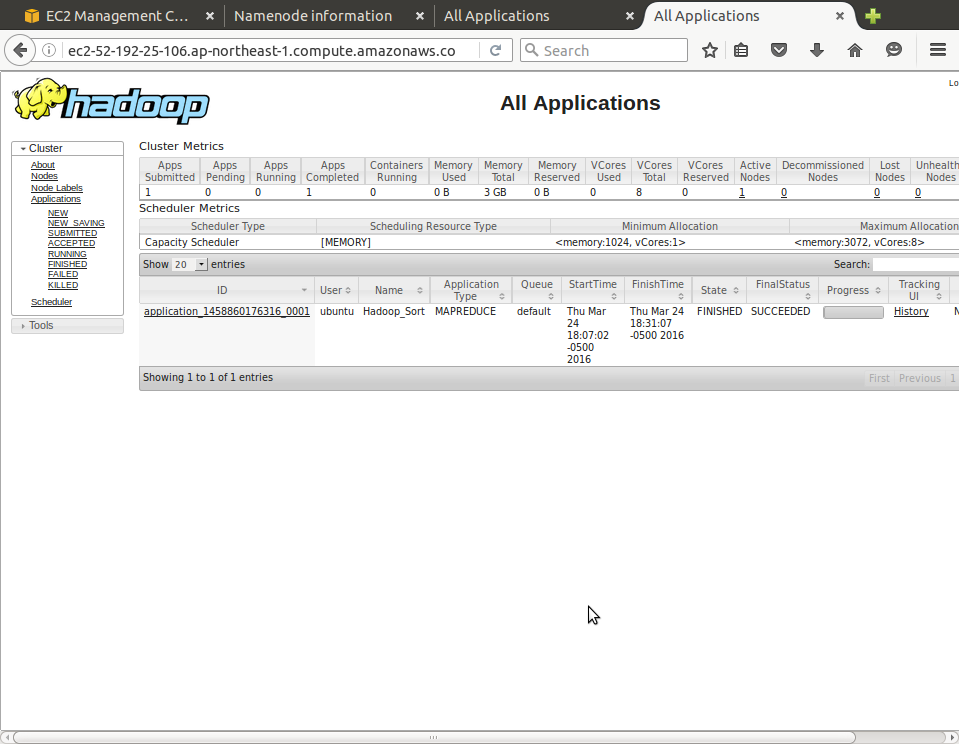 EC2 Management C... × Namenode information × All Applications × All Applications ×
ec2-52-192-25-106.ap-northeast-1.compute.amazonaws.co Search
hadoop
All Applications
Lo
Cluster
About
Nodes
Node Labels
Applications
NEW
NEW_SAVING
SUBMITTED
ACCEPTED
RUNNING
FINISHED
FAILED
KILLED
Scheduler
Tools
Cluster Metrics
Apps Submitted Apps Pending Apps Running Apps Completed Containers Running Memory Used Memory Total Memory Reserved VCores Used VCores Total VCores Reserved Active Nodes Decommissioned Nodes Lost Nodes Unhealth Nodes
1 0 0 1 0 0 B 3 GB 0 B 0 8 0 1 0 0 0
Scheduler Metrics
Scheduler Type Scheduling Resource Type Minimum Allocation Maximum Allocation
Capacity Scheduler [MEMORY] <memory:1024, vCores:1> <memory:3072, vCores:8>
Show 20 entries Search:
ID User Name Application Type Queue StartTime FinishTime State FinalStatus Progress Tracking UI
application_1458860176316_0001 ubuntu Hadoop_Sort MAPREDUCE default Thu Mar 24 18:07:02 -0500 2016 Thu Mar 24 18:31:07 -0500 2016 FINISHED SUCCEEDED History N
Showing 1 to 1 of 1 entries First Previous 1